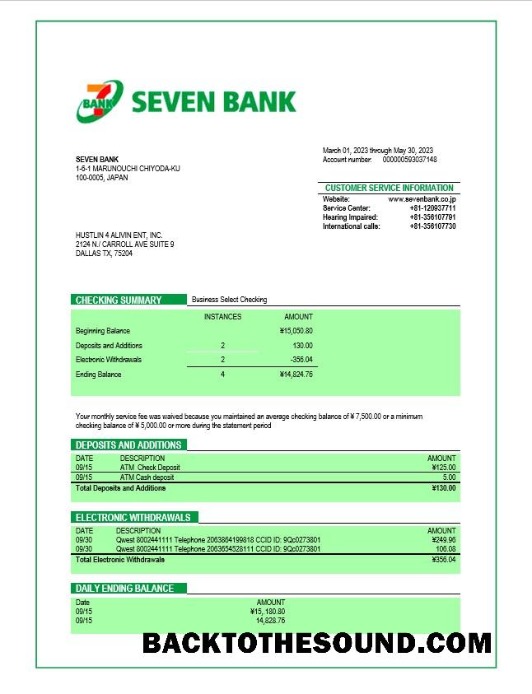 7
BANK
SEVEN BANK
March 01, 2023 through May 30, 2023
Account number: 000000593037148
SEVEN BANK
1-6-1 MARUNOUCHI CHIYODA-KU
100-0005, JAPAN
CUSTOMER SERVICE INFORMATION
Website: www.sevenbank.co.jp
Service Center: +81-120937711
Hearing Impaired: +81-356107791
International calls: +81-356107730
HUSTLIN 4 ALIVIN ENT, INC.
2124 N./ CARROLL AVE SUITE 9
DALLAS TX, 75204
CHECKING SUMMARY Business Select Checking
INSTANCES AMOUNT
Beginning Balance ¥15,050.80
Deposits and Additions 2 130.00
Electronic Withdrawals 2 -356.04
Ending Balance 4 ¥14,824.76
Your monthly service fee was waived because you maintained an average checking balance of ¥ 7,500.00 or a minimum
checking balance of ¥ 5,000.00 or more during the statement period
DEPOSITS AND ADDITIONS
DATE DESCRIPTION AMOUNT
09/15 ATM Check Deposit ¥125.00
09/15 ATM Cash deposit 5.00
Total Deposits and Additions ¥130.00
ELECTRONIC WITHDRAWALS
DATE DESCRIPTION AMOUNT
09/30 Qwest 8002441111 Telephone 2063864199818 CCID ID: 9Qc0273801 ¥249.96
09/30 Qwest 8002441111 Telephone 2063654528111 CCID ID: 9Qc0273801 106.08
Total Electronic Withdrawals ¥356.04
DAILY ENDING BALANCE
Date AMOUNT
09/15 ¥15, 180.80
09/15 14,828.76
BACKTOTHESOUND.COM